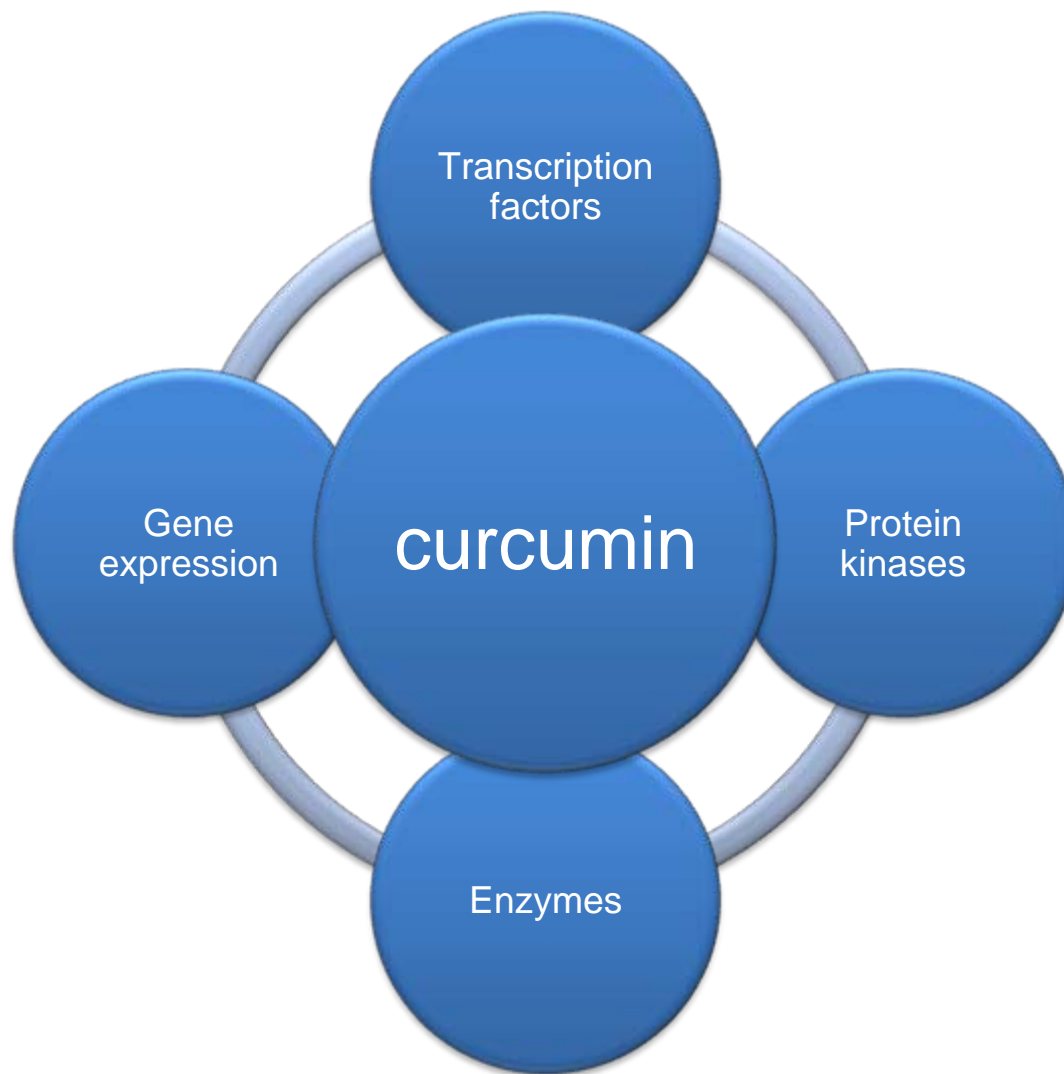 Transcription
factors
Gene
expression
curcumin
Protein
kinases
Enzymes